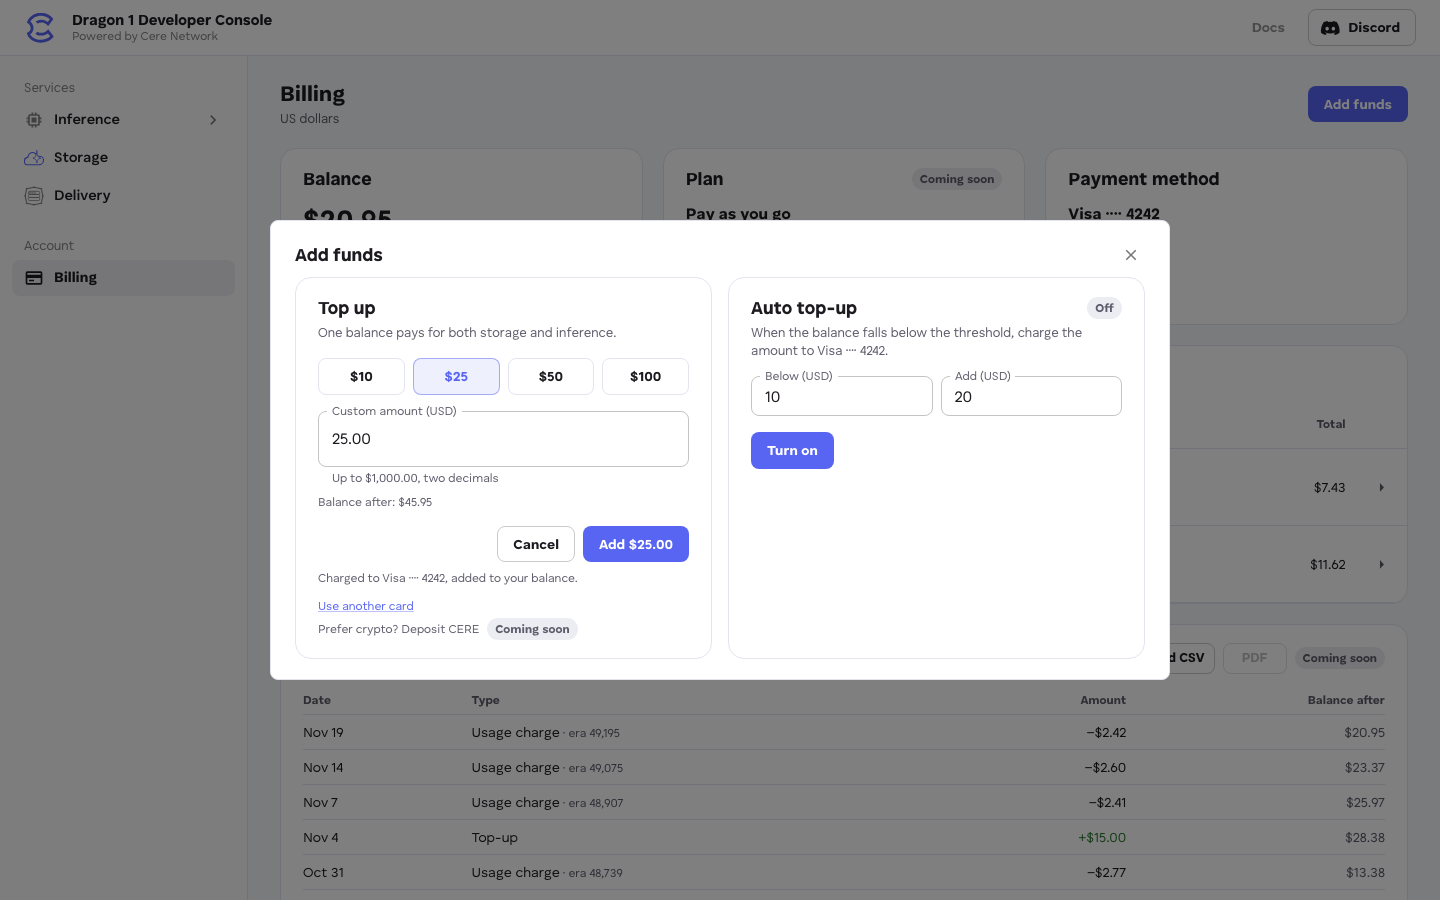 Dragon 1 Developer Console
Powered by Cere Network
Docs
Discord
Services
Inference
Storage
Delivery
Account
Billing
Billing
US dollars
Add funds
Balance
$20.95
Plan
Coming soon
Pay as you go
Payment method
Visa ···· 4242
Add funds
Top up
One balance pays for both storage and inference.
$10
$25
$50
$100
Custom amount (USD)
25.00
Up to $1,000.00, two decimals
Balance after: $45.95
Cancel
Add $25.00
Charged to Visa ···· 4242, added to your balance.
Use another card
Prefer crypto? Deposit CERE
Coming soon
Auto top-up
Off
When the balance falls below the threshold, charge the
amount to Visa ···· 4242.
Below (USD)
10
Add (USD)
20
Turn on
Total
$7.43
$11.62
CSV
PDF
Coming soon
Date Type Amount Balance after
Nov 19 Usage charge · era 49,195 −$2.42 $20.95
Nov 14 Usage charge · era 49,075 −$2.60 $23.37
Nov 7 Usage charge · era 48,907 −$2.41 $25.97
Nov 4 Top-up +$15.00 $28.38
Oct 31 Usage charge · era 48,739 −$2.77 $13.38